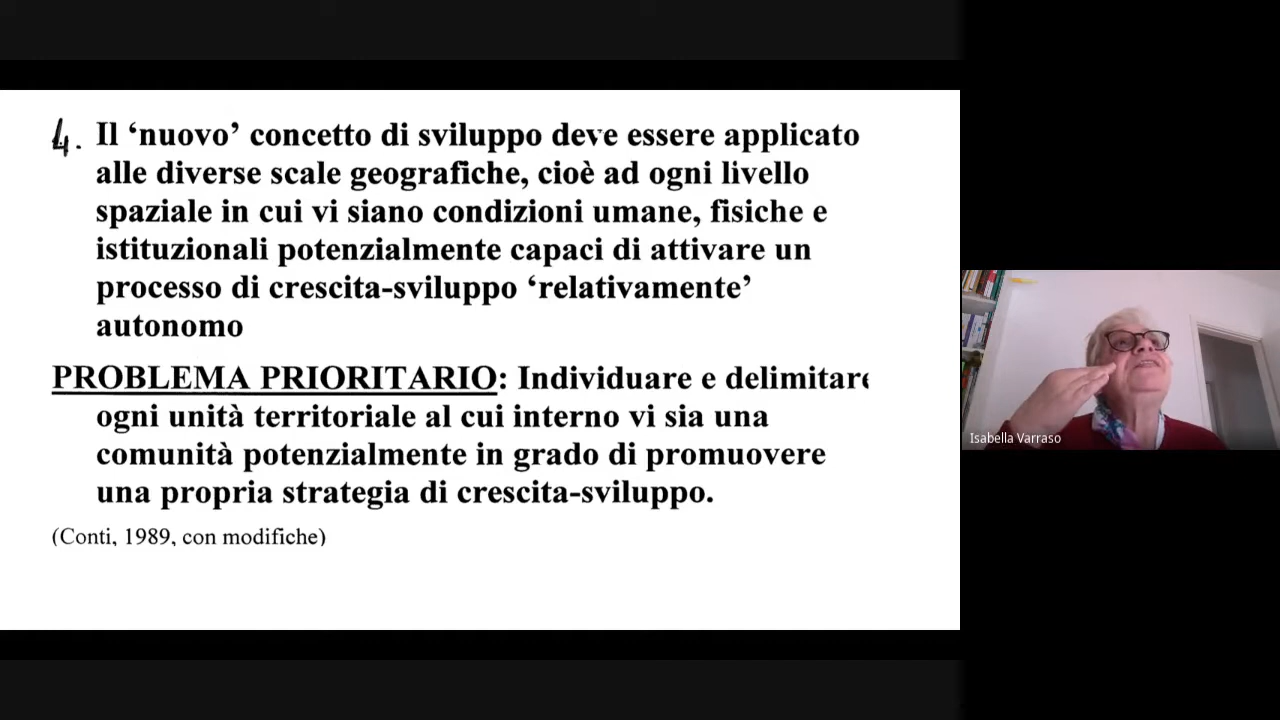 4. Il ‘nuovo’ concetto di sviluppo deve essere applicato
alle diverse scale geografiche, cioè ad ogni livello
spaziale in cui vi siano condizioni umane, fisiche e
istituzionali potenzialmente capaci di attivare un
processo di crescita-sviluppo ‘relativamente’
autonomo
PROBLEMA PRIORITARIO: Individuare e delimitare
ogni unità territoriale al cui interno vi sia una
comunità potenzialmente in grado di promuovere
una propria strategia di crescita-sviluppo.
(Conti, 1989, con modifiche)
Isabella Varraso